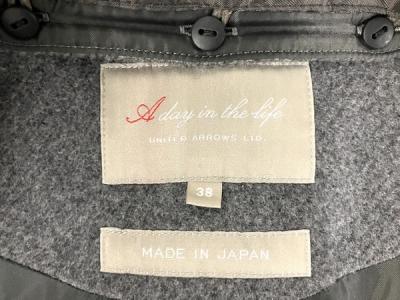 A day in the life
UNITED ARROWS LTD.
38
MADE IN JAPAN